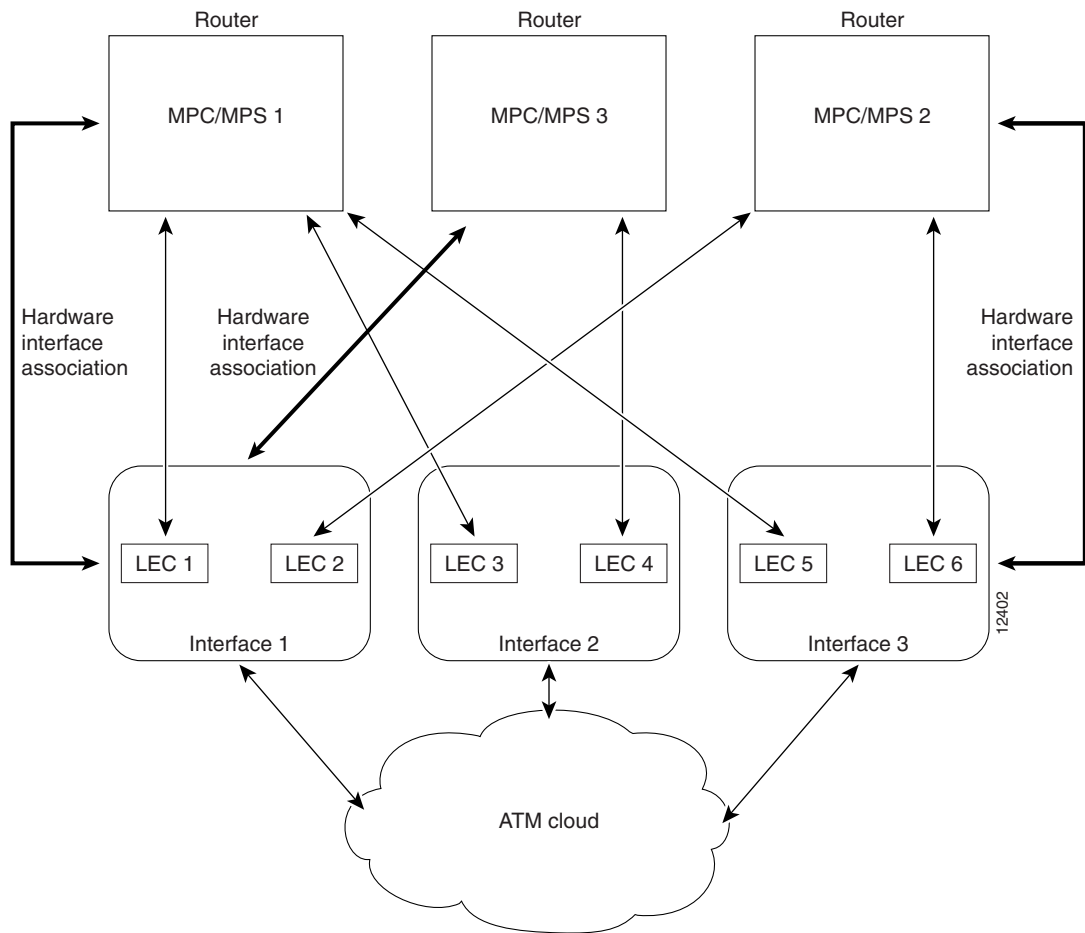 Router
Router
Router
MPC/MPS 1
MPC/MPS 3
MPC/MPS 2
Hardware
interface
association
Hardware
interface
association
Hardware
interface
association
LEC 1
LEC 2
LEC 3
LEC 4
LEC 5
LEC 6
Interface 1
Interface 2
Interface 3
12402
ATM cloud